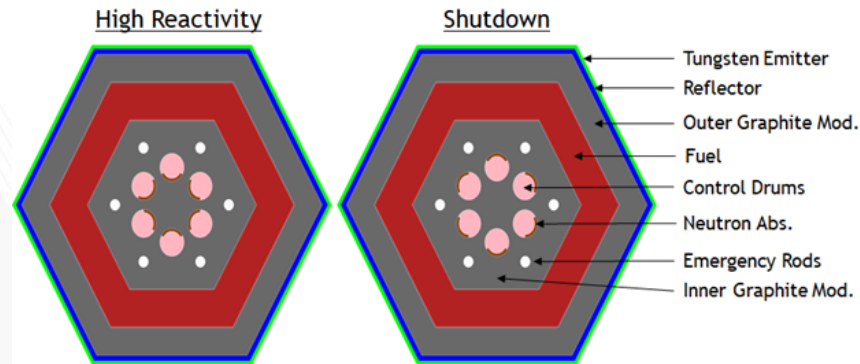 High Reactivity
Shutdown
Tungsten Emitter
Reflector
Outer Graphite Mod.
Fuel
Control Drums
Neutron Abs.
Emergency Rods
Inner Graphite Mod.